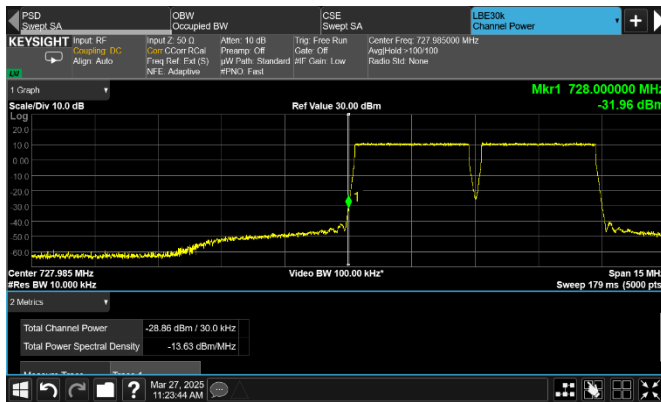 PSD
Swept SA
OBW
Occupied BW
CSE
Swept SA
LBE30k
Channel Power
KEYSIGHT
Input: RF
Coupling: DC
Align: Auto
Input Z: 50 Ω
Corr CCorr RCal
Freq Ref: Ext (S)
NFE: Adaptive
Atten: 10 dB
Preamp: Off
µW Path: Standard
#PNO: Fast
Trig: Free Run
Gate: Off
#IF Gain: Low
Center Freq: 727.985000 MHz
Avg|Hold:>100/100
Radio Std: None
1 Graph
Mkr1 728.000000 MHz
Scale/Div 10.0 dB
Ref Value 30.00 dBm
-31.96 dBm
Log
20.0
10.0
0.00
-10.0
-20.0
-30.0
-40.0
-50.0
-60.0
1
Center 727.985 MHz
Video BW 100.00 kHz*
Span 15 MHz
#Res BW 10.000 kHz
Sweep 179 ms (5000 pts)
2 Metrics
Total Channel Power -28.86 dBm / 30.0 kHz
Total Power Spectral Density -13.63 dBm/MHz
?
Mar 27, 2025
11:23:44 AM